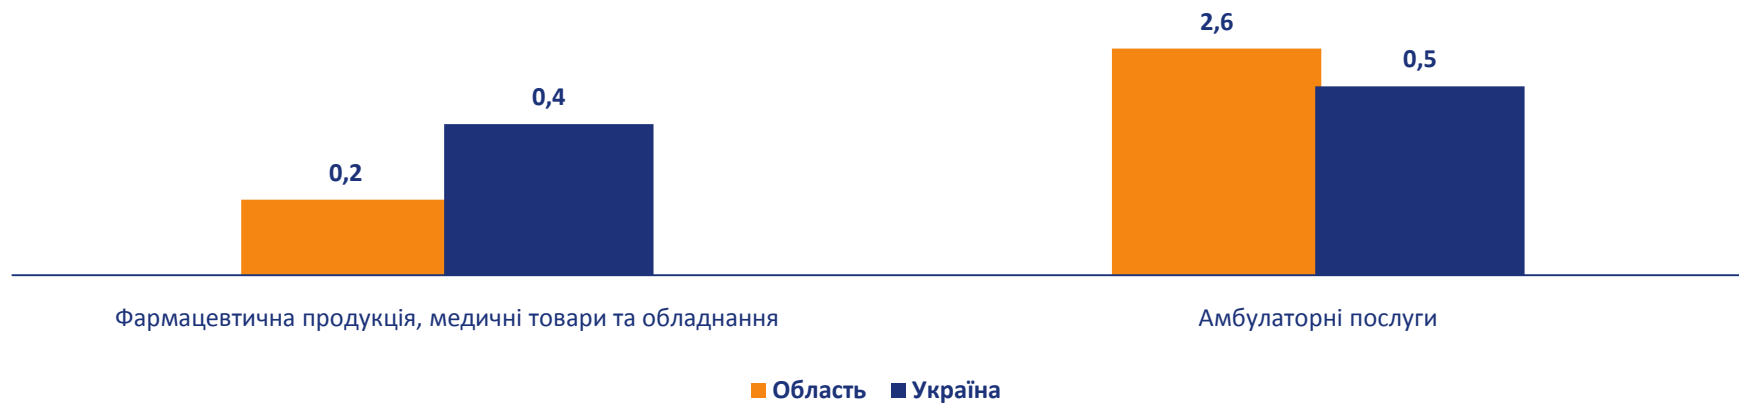 2,6
0,5
0,4
0,2
Фармацевтична продукція, медичні товари та обладнання
Амбулаторні послуги
Область Україна